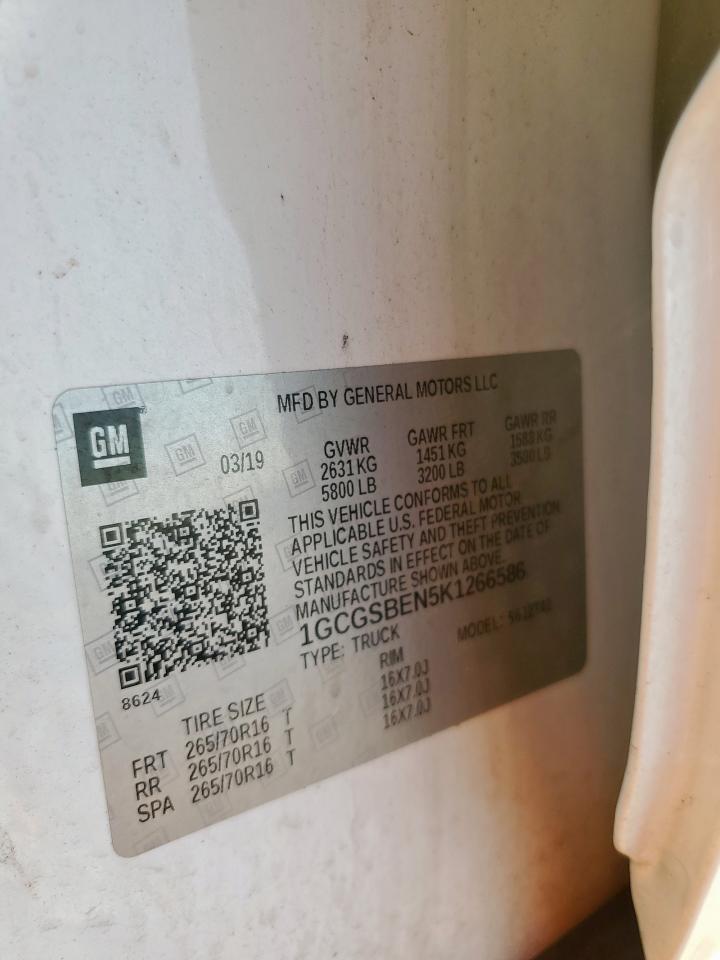 GM
MFD BY GENERAL MOTORS LLC
03/19
GVWR GAWR FRT GAWR RR
2631 KG 1451 KG 1588 KG
5800 LB 3200 LB 3500 LB
THIS VEHICLE CONFORMS TO ALL
APPLICABLE U.S. FEDERAL MOTOR
VEHICLE SAFETY AND THEFT PREVENTION
STANDARDS IN EFFECT ON THE DATE OF
MANUFACTURE SHOWN ABOVE.
1GCGSBEN5K1266586
TYPE: TRUCK MODEL:
8624
TIRE SIZE RIM
FRT 265/70R16 T 16X7.0J
RR 265/70R16 T 16X7.0J
SPA 265/70R16 T 16X7.0J